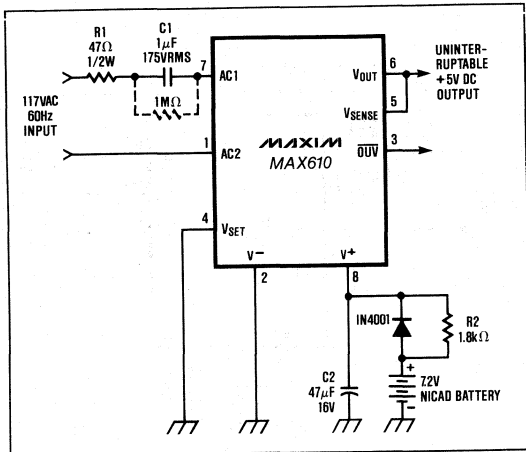 R1
47Ω
1/2W
C1
1μF
175VRMS
7
AC1
1MΩ
117VAC
60Hz
INPUT
1
AC2
4
VSET
V−
2
V+
8
MAXIM
MAX610
VOUT
6
VSENSE
5
OUV
3
UNINTER-
RUPTABLE
+5V DC
OUTPUT
IN4001
R2
1.8kΩ
C2
47μF
16V
+
7.2V
NICAD BATTERY
−